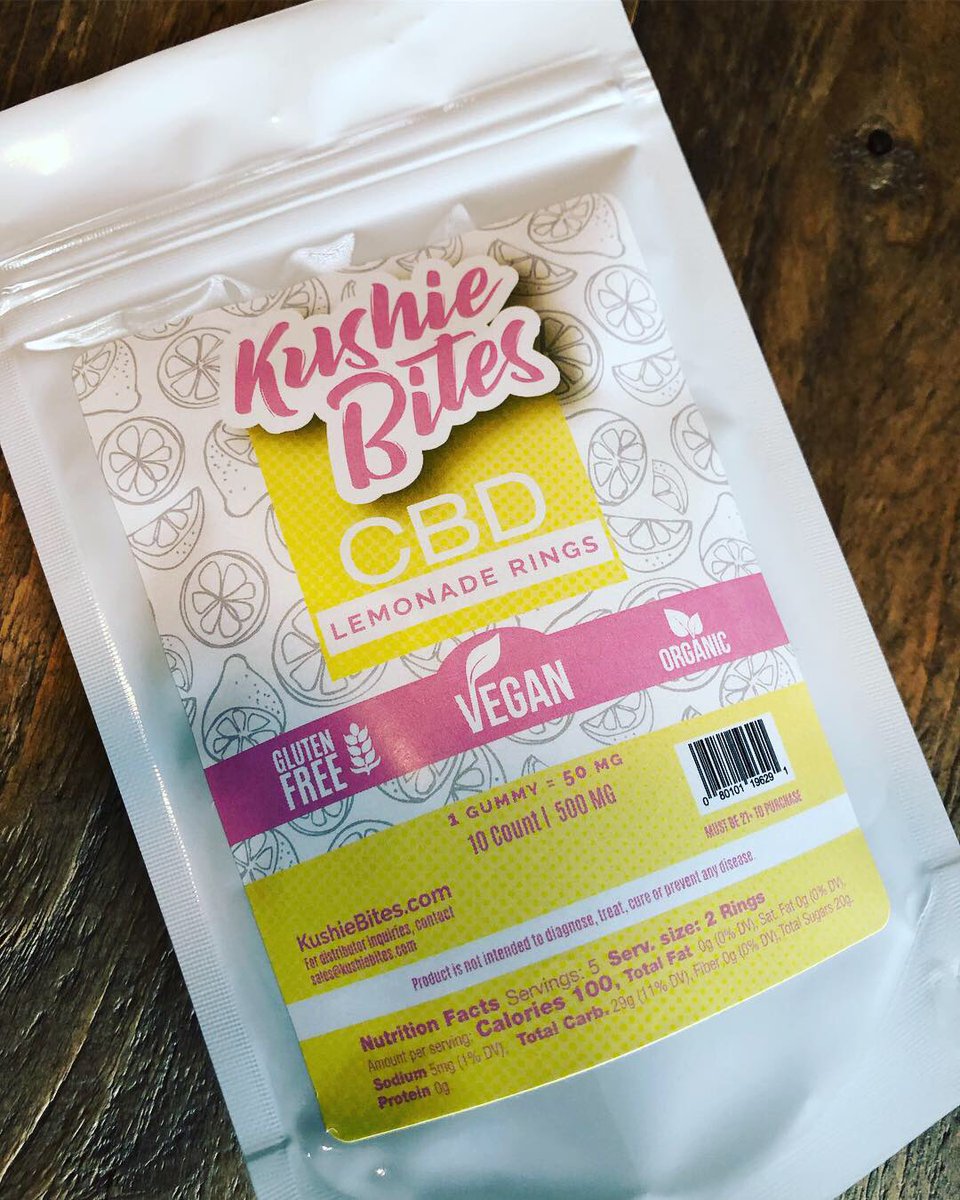 Kushie
Bites
CBD
LEMONADE RINGS
GLUTEN
FREE
VEGAN
ORGANIC
1 GUMMY = 50 MG
10 Count | 500 MG
0 80101 19629 1
MUST BE 21+ TO PURCHASE
KushieBites.com
For distributor inquiries, contact
sales@kushiebites.com
Product is not intended to diagnose, treat, cure or prevent any disease.
Nutrition Facts Servings: 5 Serv. size: 2 Rings
Amount per serving: Calories 100, Total Fat 0g (0% DV), Sat. Fat 0g (0% DV),
Sodium 5mg (1% DV), Total Carb. 29g (11% DV), Fiber 0g (0% DV), Total Sugars 20g.
Protein 0g